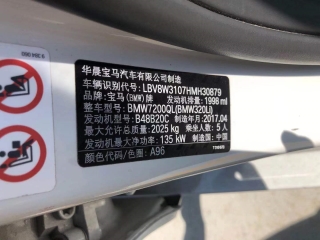 华晨宝马汽车有限公司制造
车辆识别代号: LBV8W3107HMH30879
品牌: 宝马(BMW)牌 发动机排量: 1998 ml
整车型号: BMW7200QL(BMW320Li)
发动机型号: B48B20C 制造年月: 2017.04
最大允许总质量: 2025 kg 乘坐人数: 5 人
发动机最大净功率: 135 kW 制造国: 中国
颜色代码/色圈: A96